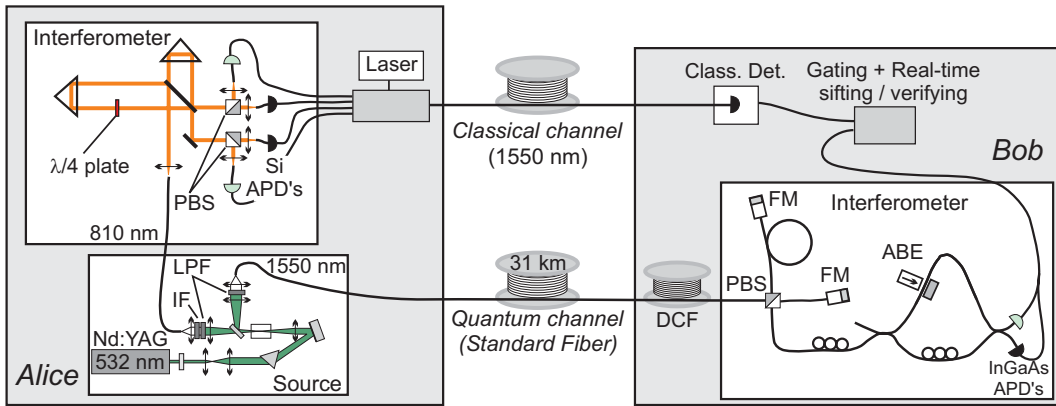 Interferometer
λ/4 plate
PBS
Si
APD's
Laser
810 nm
LPF
1550 nm
IF
Nd:YAG
532 nm
Source
Alice
Classical channel
(1550 nm)
31 km
Quantum channel
(Standard Fiber)
Class. Det.
Gating + Real-time
sifting / verifying
Bob
DCF
FM
Interferometer
ABE
FM
PBS
InGaAs
APD's